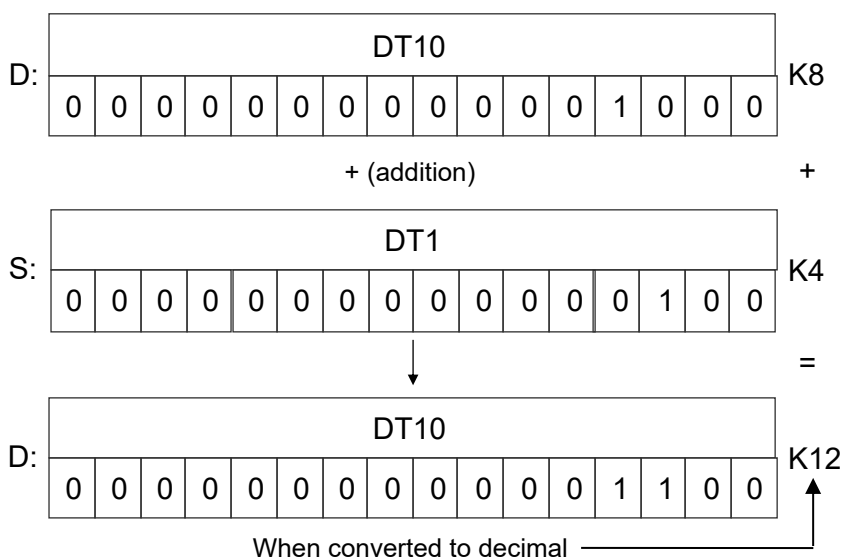 DT10
D: 0 0 0 0 0 0 0 0 0 0 0 0 1 0 0 0 K8
+ (addition) +
DT1
S: 0 0 0 0 0 0 0 0 0 0 0 0 0 1 0 0 K4
=
DT10
D: 0 0 0 0 0 0 0 0 0 0 0 0 1 1 0 0 K12
When converted to decimal